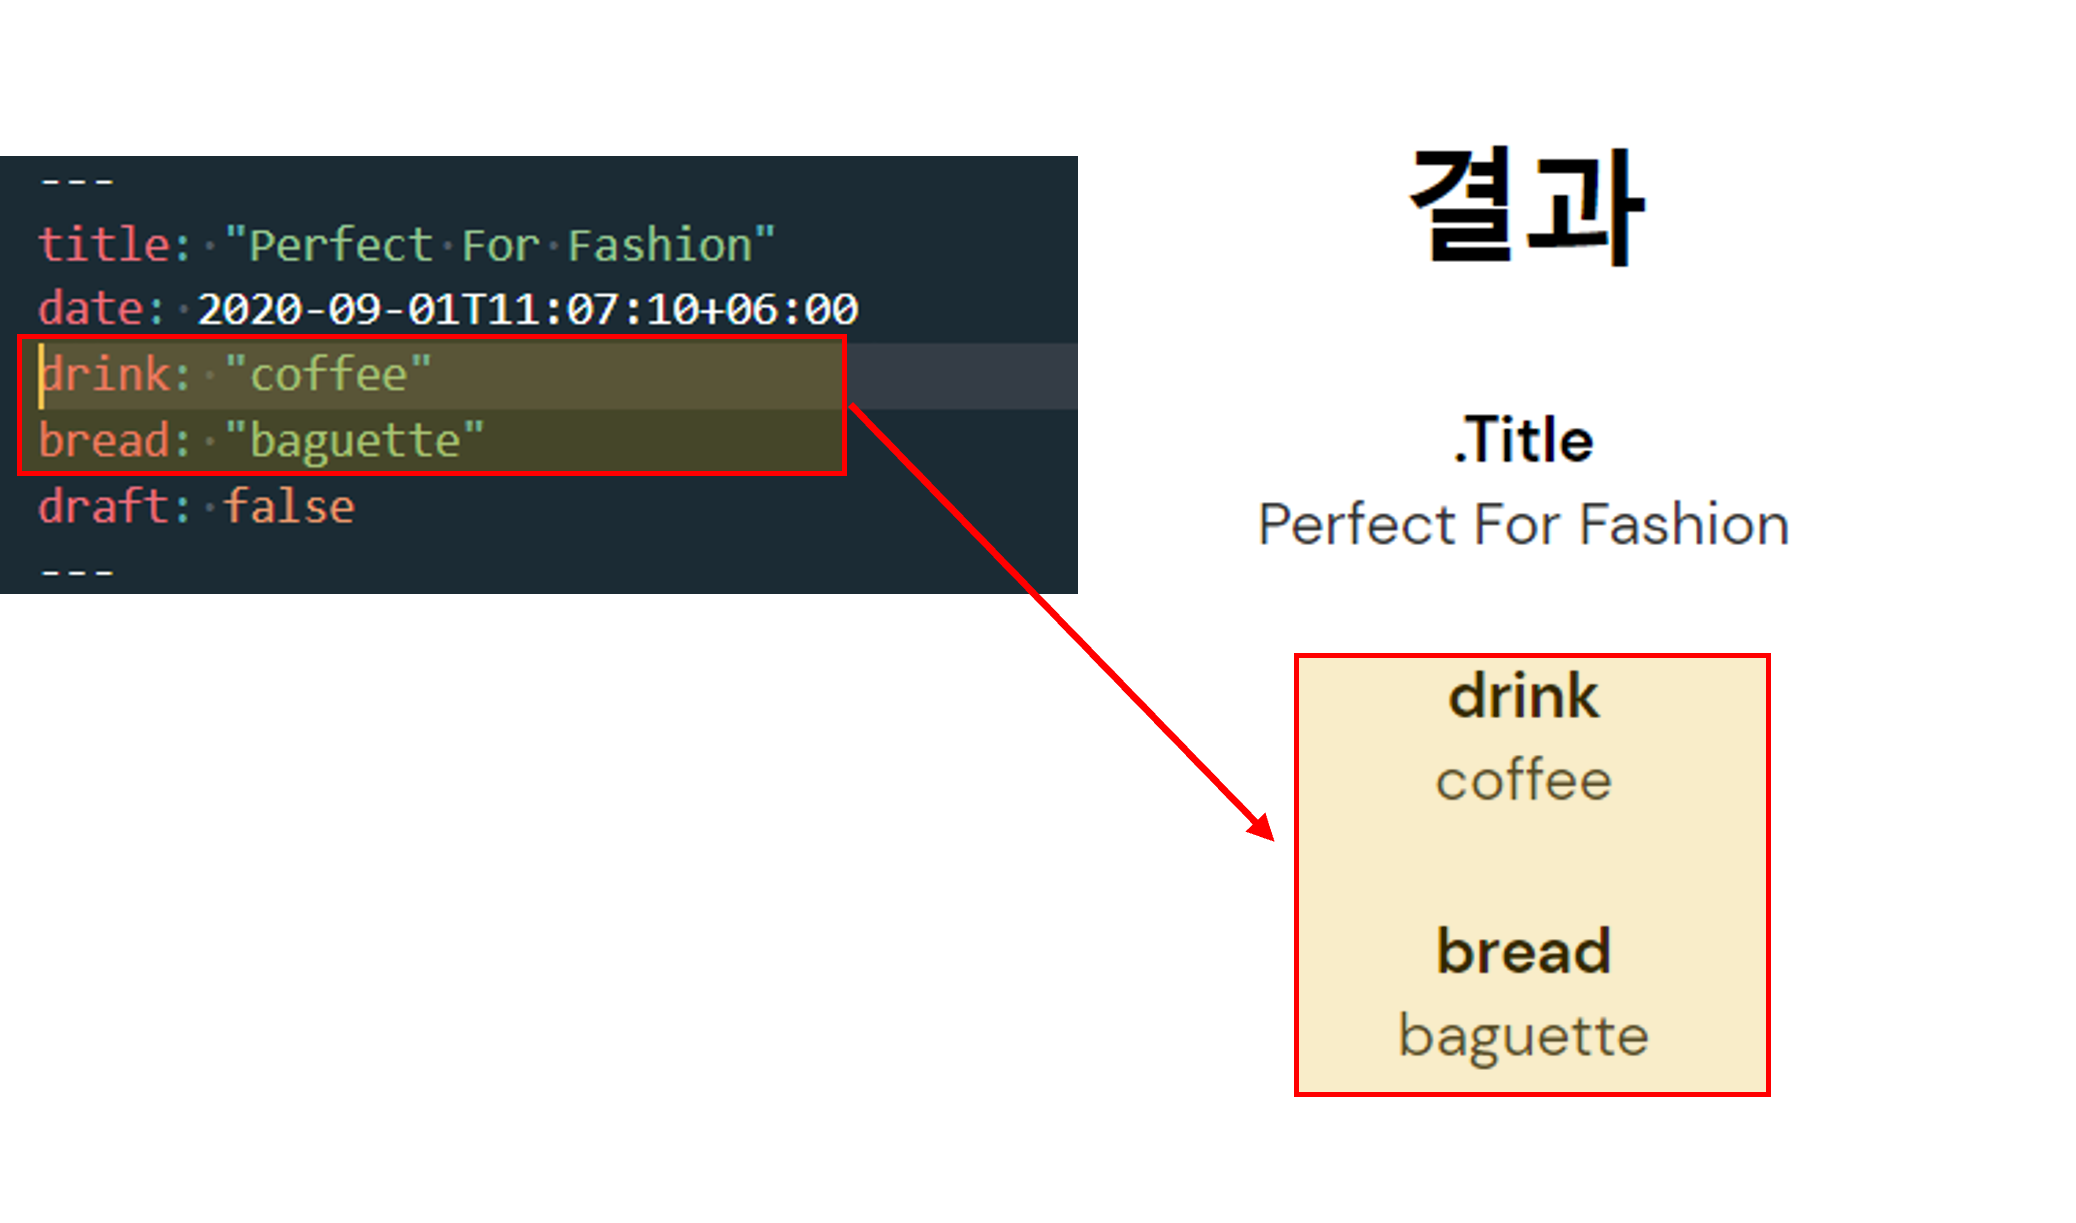 ---
title: "Perfect For Fashion"
date: 2020-09-01T11:07:10+06:00
drink: "coffee"
bread: "baguette"
draft: false
---
결과
.Title
Perfect For Fashion
drink
coffee
bread
baguette